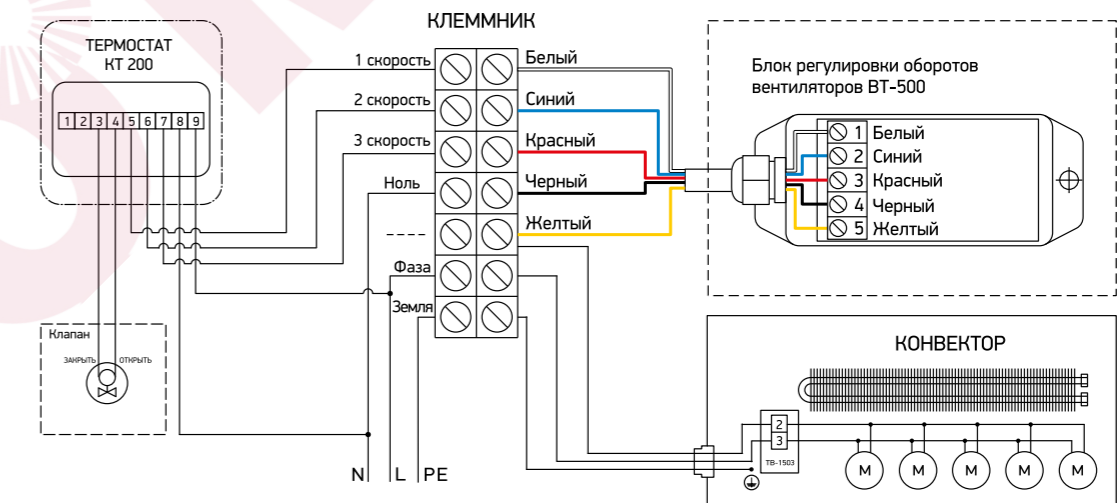 КЛЕММНИК
ТЕРМОСТАТ
КТ 200
1 2 3 4 5 6 7 8 9
1 скорость
2 скорость
3 скорость
Ноль
----
Фаза
Земля
Белый
Синий
Красный
Черный
Желтый
Блок регулировки оборотов
вентиляторов ВТ-500
1 Белый
2 Синий
3 Красный
4 Черный
5 Желтый
Клапан
ЗАКРЫТЬ ОТКРЫТЬ
N L PE
КОНВЕКТОР
2
3
ТВ-1503
М М М М М